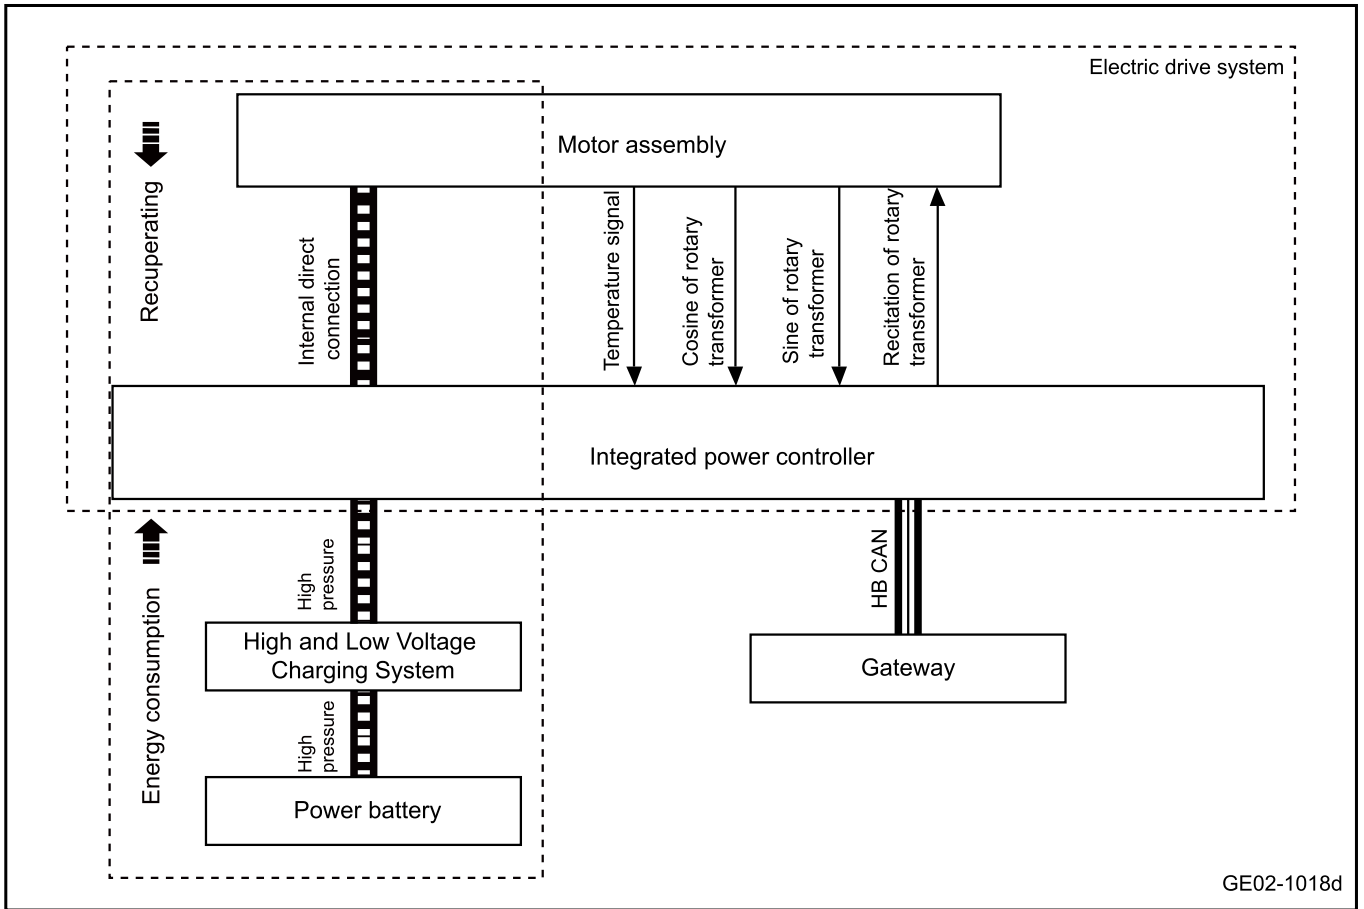 Electric drive system
Motor assembly
Recuperating
Internal direct
connection
Temperature signal
Cosine of rotary
transformer
Sine of rotary
transformer
Recitation of rotary
transformer
Integrated power controller
Energy consumption
High
pressure
HB CAN
High and Low Voltage
Charging System
Gateway
High
pressure
Power battery
GE02-1018d